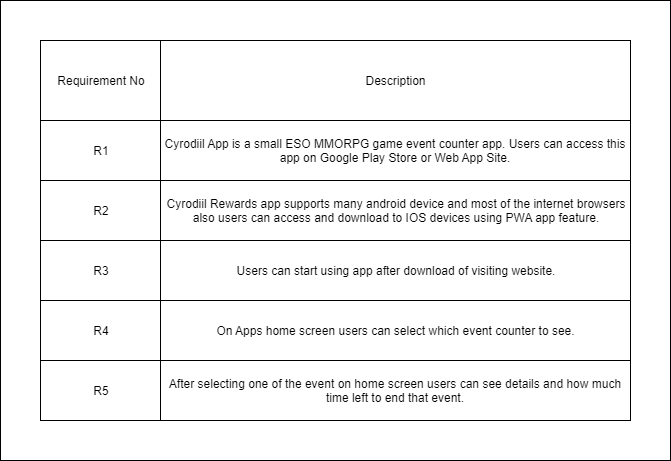 Requirement No
Description
R1
Cyrodiil App is a small ESO MMORPG game event counter app. Users can access this
app on Google Play Store or Web App Site.
R2
Cyrodiil Rewards app supports many android device and most of the internet browsers
also users can access and download to IOS devices using PWA app feature.
R3
Users can start using app after download of visiting website.
R4
On Apps home screen users can select which event counter to see.
R5
After selecting one of the event on home screen users can see details and how much
time left to end that event.